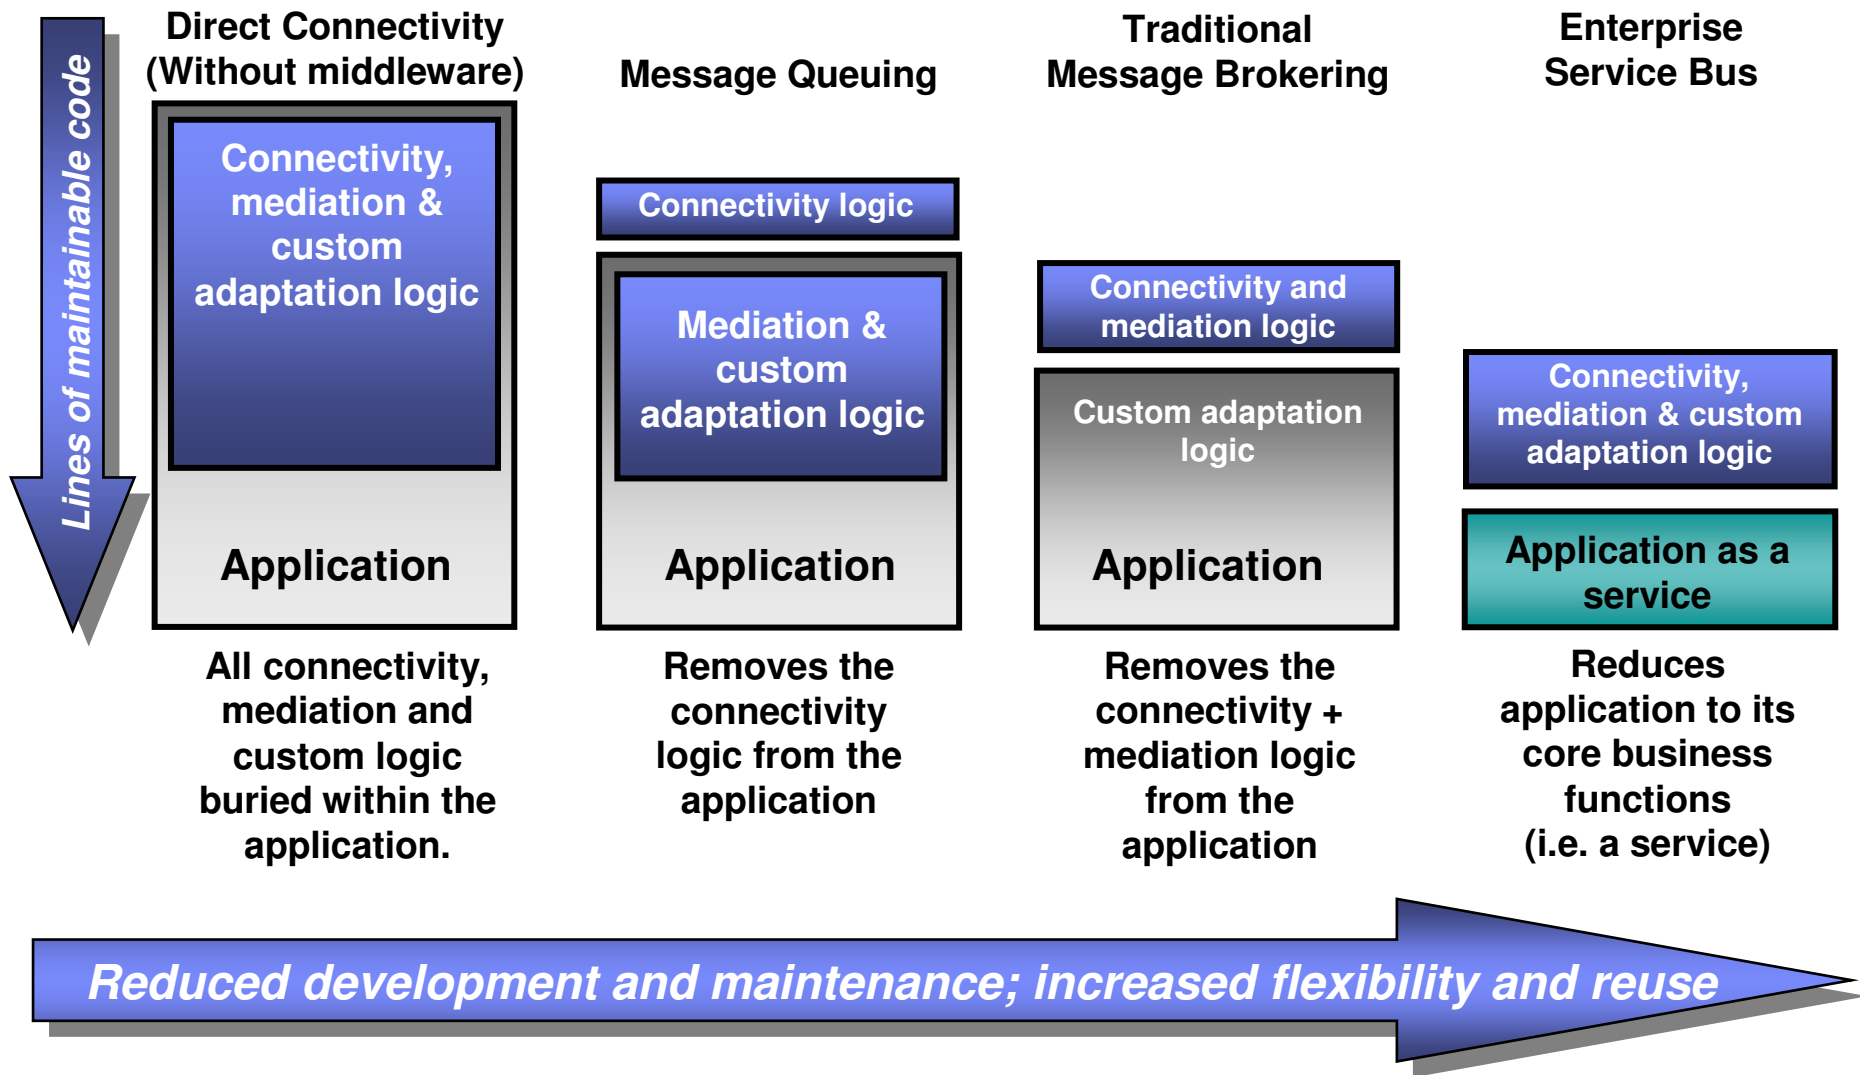 Lines of maintainable code
Direct Connectivity
(Without middleware)
Connectivity,
mediation &
custom
adaptation logic
Application
All connectivity,
mediation and
custom logic
buried within the
application.
Message Queuing
Connectivity logic
Mediation &
custom
adaptation logic
Application
Removes the
connectivity
logic from the
application
Traditional
Message Brokering
Connectivity and
mediation logic
Custom adaptation
logic
Application
Removes the
connectivity +
mediation logic
from the
application
Enterprise
Service Bus
Connectivity,
mediation & custom
adaptation logic
Application as a
service
Reduces
application to its
core business
functions
(i.e. a service)
Reduced development and maintenance; increased flexibility and reuse